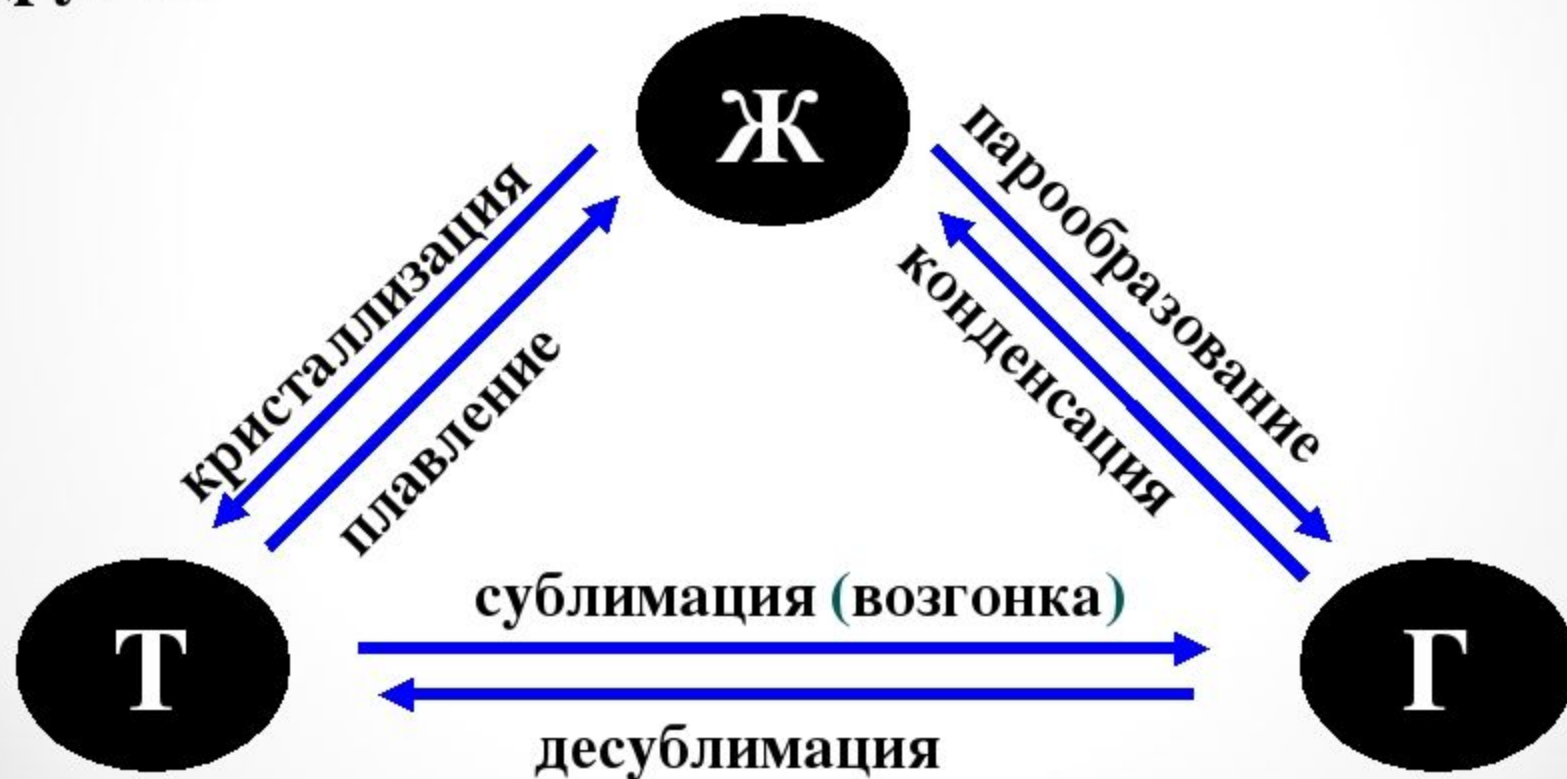 Ж
кристаллизация
плавление
парообразование
конденсация
сублимация (возгонка)
Т
Г
десублимация